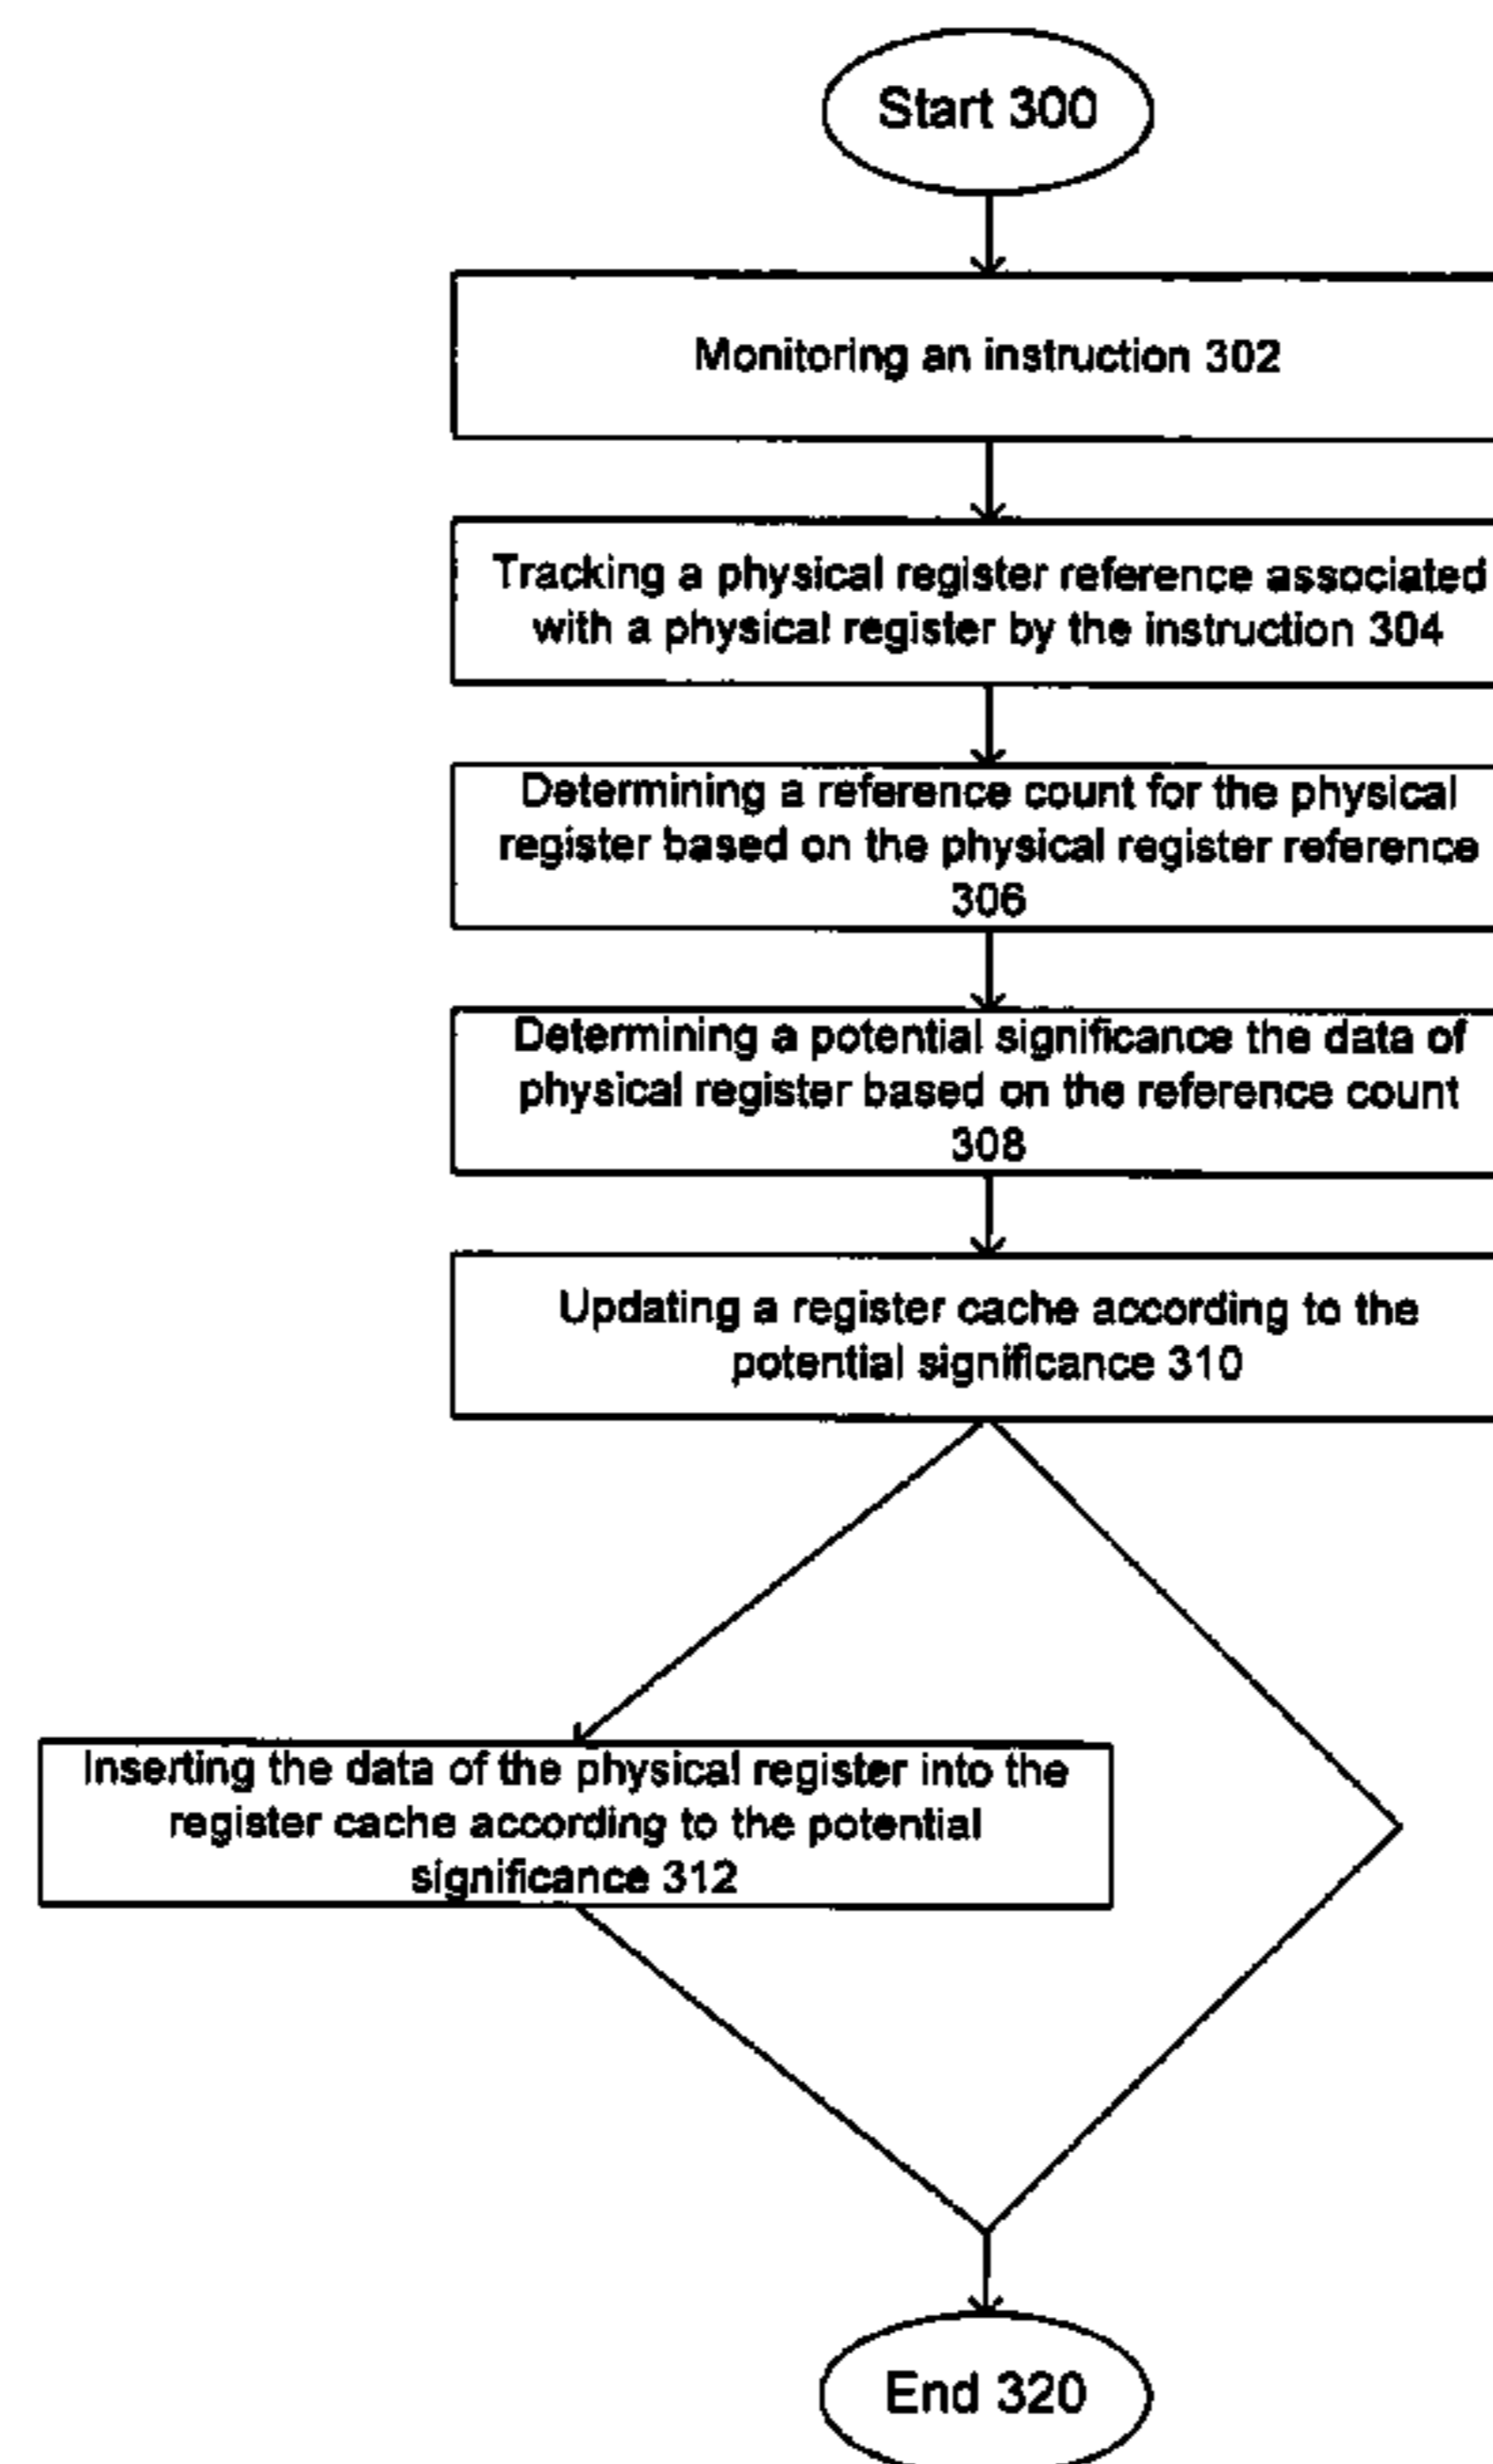 Start 300
Monitoring an instruction 302
Tracking a physical register reference associated
with a physical register by the instruction 304
Determining a reference count for the physical
register based on the physical register reference
306
Determining a potential significance the data of
physical register based on the reference count
308
Updating a register cache according to the
potential significance 310
Inserting the data of the physical register into the
register cache according to the potential
significance 312
End 320